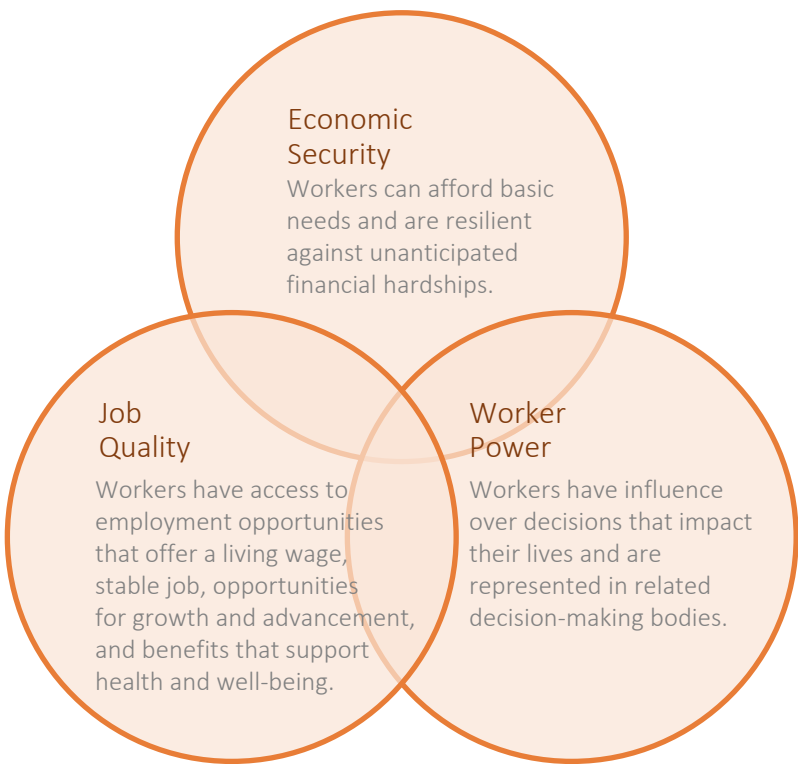 Economic
Security
Workers can afford basic
needs and are resilient
against unanticipated
financial hardships.
Job
Quality
Workers have access to
employment opportunities
that offer a living wage,
stable job, opportunities
for growth and advancement,
and benefits that support
health and well-being.
Worker
Power
Workers have influence
over decisions that impact
their lives and are
represented in related
decision-making bodies.